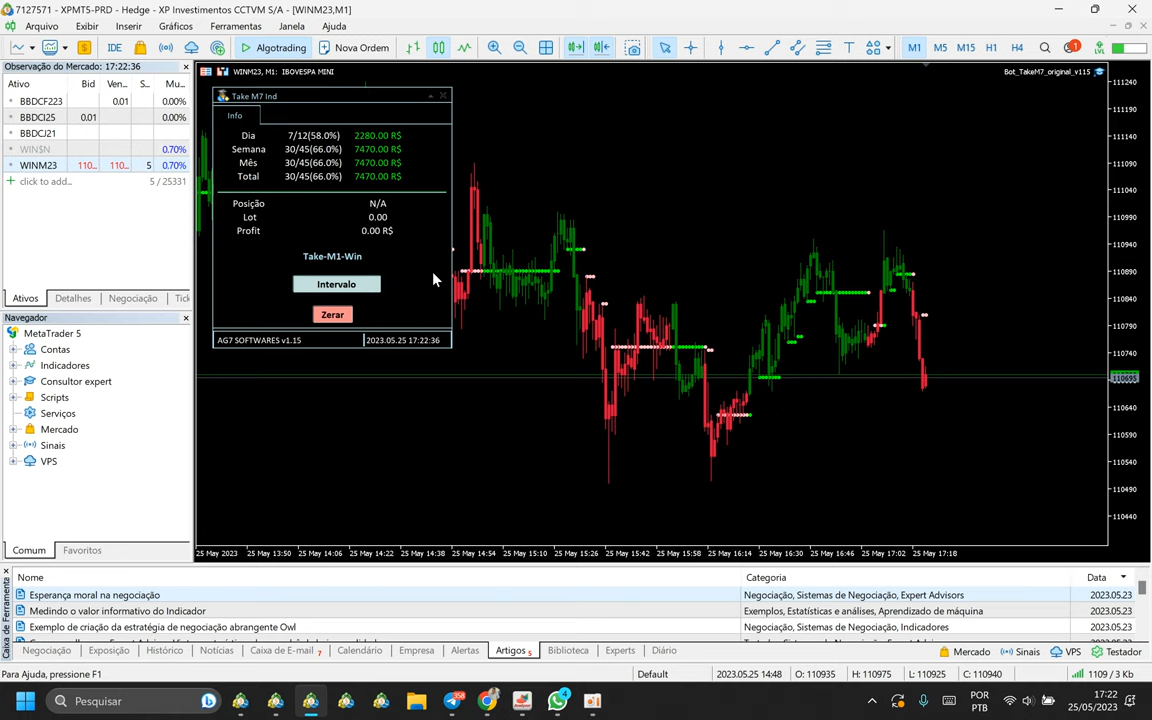 7127571 - XPMT5-PRD - Hedge - XP Investimentos CCTVM S/A - [WINM23,M1]
Arquivo Exibir Inserir Gráficos Ferramentas Janela Ajuda
IDE Algotrading Nova Ordem M1 M5 M15 H1 H4 1 LVL
Observação do Mercado: 17:22:36
Ativo Bid Ven... S... Mu...
BBDCF223 0.01 0.00%
BBDCI25 0.01 0.00%
BBDCJ21
WIN$N 0.70%
WINM23 110... 110... 5 0.70%
click to add... 5 / 25331
Ativos Detalhes Negociação Tick
Navegador
MetaTrader 5
Contas
Indicadores
Consultor expert
Scripts
Serviços
Mercado
Sinais
VPS
Comum Favoritos
WINM23, M1: IBOVESPA MINI
Bot_TakeM7_original_v115
Take M7 Ind
Info
Dia 7/12(58.0%) 2280.00 R$
Semana 30/45(66.0%) 7470.00 R$
Mês 30/45(66.0%) 7470.00 R$
Total 30/45(66.0%) 7470.00 R$
Posição N/A
Lot 0.00
Profit 0.00 R$
Take-M1-Win
Intervalo
Zerar
AG7 SOFTWARES v1.15 2023.05.25 17:22:36
111240
111190
111140
111090
111040
110990
110940
110890
110840
110790
110740
110695
110640
110590
110540
110490
110440
25 May 2023 25 May 13:50 25 May 14:06 25 May 14:22 25 May 14:38 25 May 14:54 25 May 15:10 25 May 15:26 25 May 15:42 25 May 15:58 25 May 16:14 25 May 16:30 25 May 16:46 25 May 17:02 25 May 17:18
Caixa de Ferramenta
Nome Categoria Data
Esperança moral na negociação Negociação, Sistemas de Negociação, Expert Advisors 2023.05.23
Medindo o valor informativo do Indicador Exemplos, Estatísticas e análises, Aprendizado de máquina 2023.05.23
Exemplo de criação da estratégia de negociação abrangente Owl Negociação, Sistemas de Negociação, Indicadores 2023.05.23
Negociação Exposição Histórico Notícias Caixa de E-mail 7 Calendário Empresa Alertas Artigos 5 Biblioteca Experts Diário Mercado Sinais VPS Testador
Para Ajuda, pressione F1 Default 2023.05.25 14:48 O: 110935 H: 110975 L: 110925 C: 110940 1109 / 3 Kb
Pesquisar 358 4 POR PTB 17:22 25/05/2023